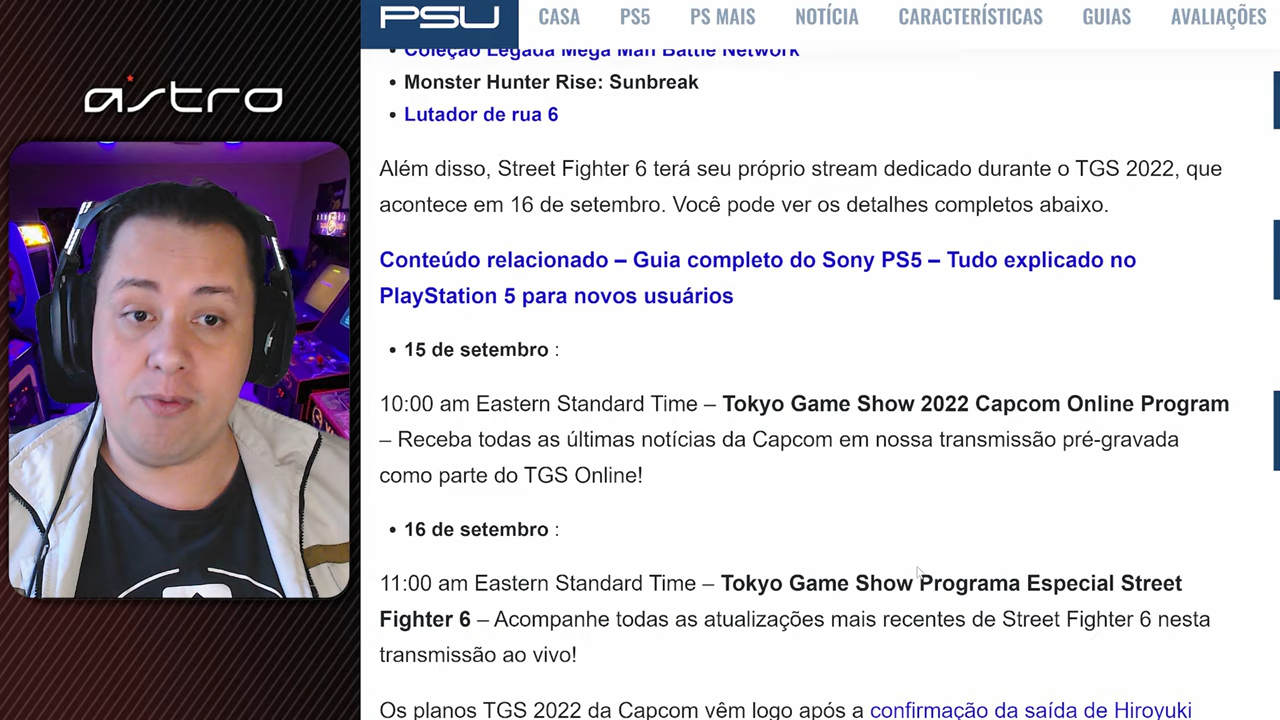 PSU CASA PS5 PS MAIS NOTÍCIA CARACTERÍSTICAS GUIAS AVALIAÇÕES
astro
• Coleção Legada Mega Man Battle Network
• Monster Hunter Rise: Sunbreak
• Lutador de rua 6
Além disso, Street Fighter 6 terá seu próprio stream dedicado durante o TGS 2022, que
acontece em 16 de setembro. Você pode ver os detalhes completos abaixo.
Conteúdo relacionado – Guia completo do Sony PS5 – Tudo explicado no
PlayStation 5 para novos usuários
• 15 de setembro :
10:00 am Eastern Standard Time – Tokyo Game Show 2022 Capcom Online Program
– Receba todas as últimas notícias da Capcom em nossa transmissão pré-gravada
como parte do TGS Online!
• 16 de setembro :
11:00 am Eastern Standard Time – Tokyo Game Show Programa Especial Street
Fighter 6 – Acompanhe todas as atualizações mais recentes de Street Fighter 6 nesta
transmissão ao vivo!
Os planos TGS 2022 da Capcom vêm logo após a confirmação da saída de Hiroyuki